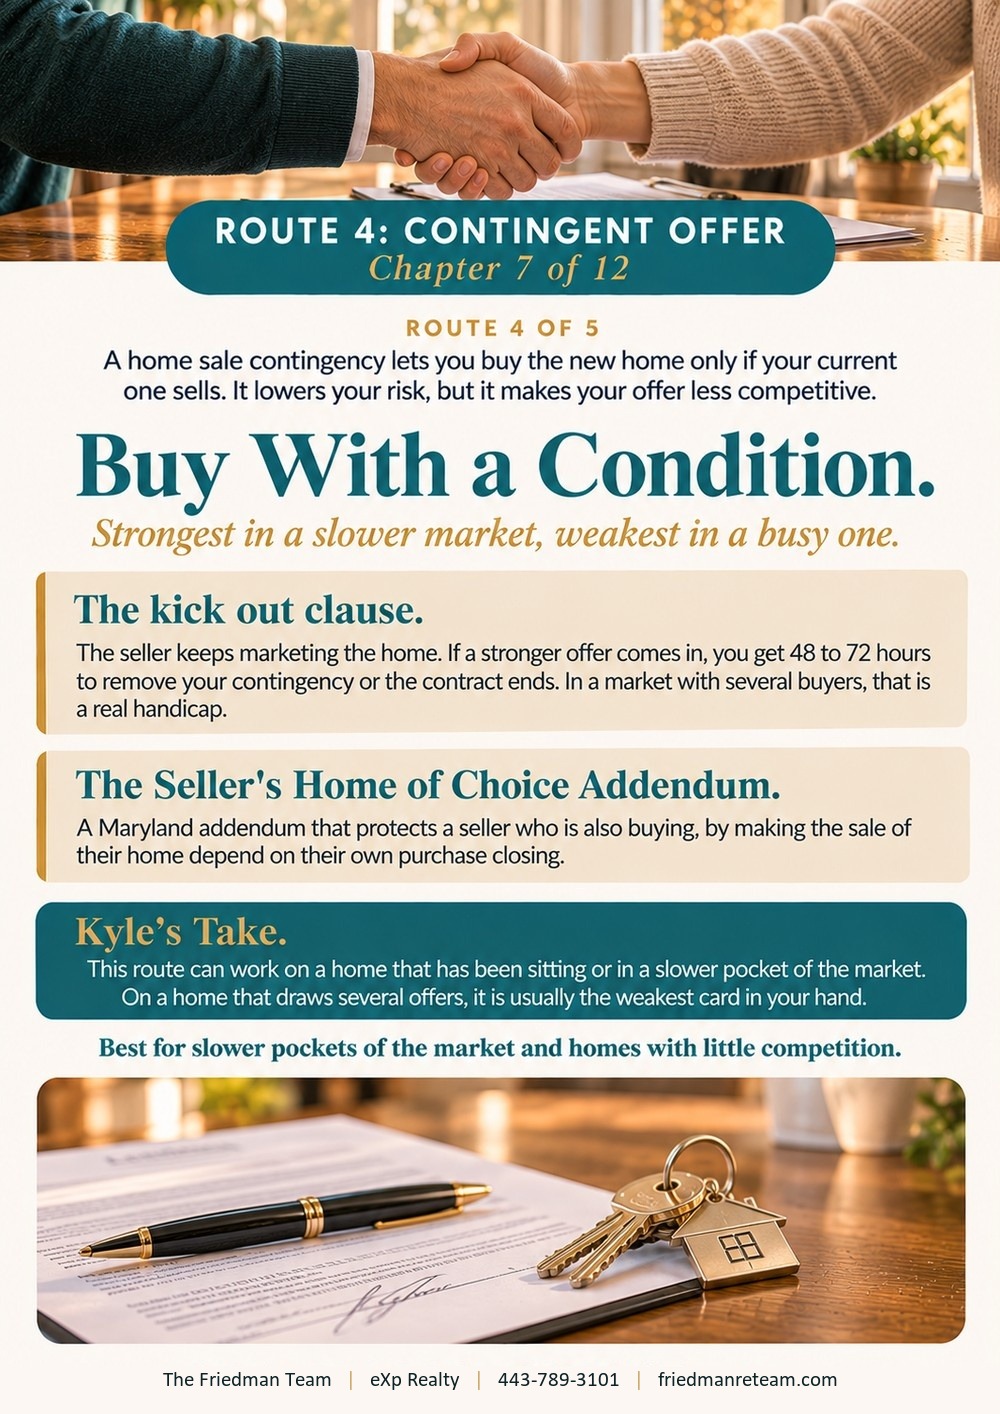 ROUTE 4: CONTINGENT OFFER
Chapter 7 of 12
ROUTE 4 OF 5
A home sale contingency lets you buy the new home only if your current
one sells. It lowers your risk, but it makes your offer less competitive.
Buy With a Condition.
Strongest in a slower market, weakest in a busy one.
The kick out clause.
The seller keeps marketing the home. If a stronger offer comes in, you get 48 to 72 hours
to remove your contingency or the contract ends. In a market with several buyers, that is
a real handicap.
The Seller's Home of Choice Addendum.
A Maryland addendum that protects a seller who is also buying, by making the sale of
their home depend on their own purchase closing.
Kyle’s Take.
This route can work on a home that has been sitting or in a slower pocket of the market.
On a home that draws several offers, it is usually the weakest card in your hand.
Best for slower pockets of the market and homes with little competition.
The Friedman Team | eXp Realty | 443-789-3101 | friedmanreteam.com